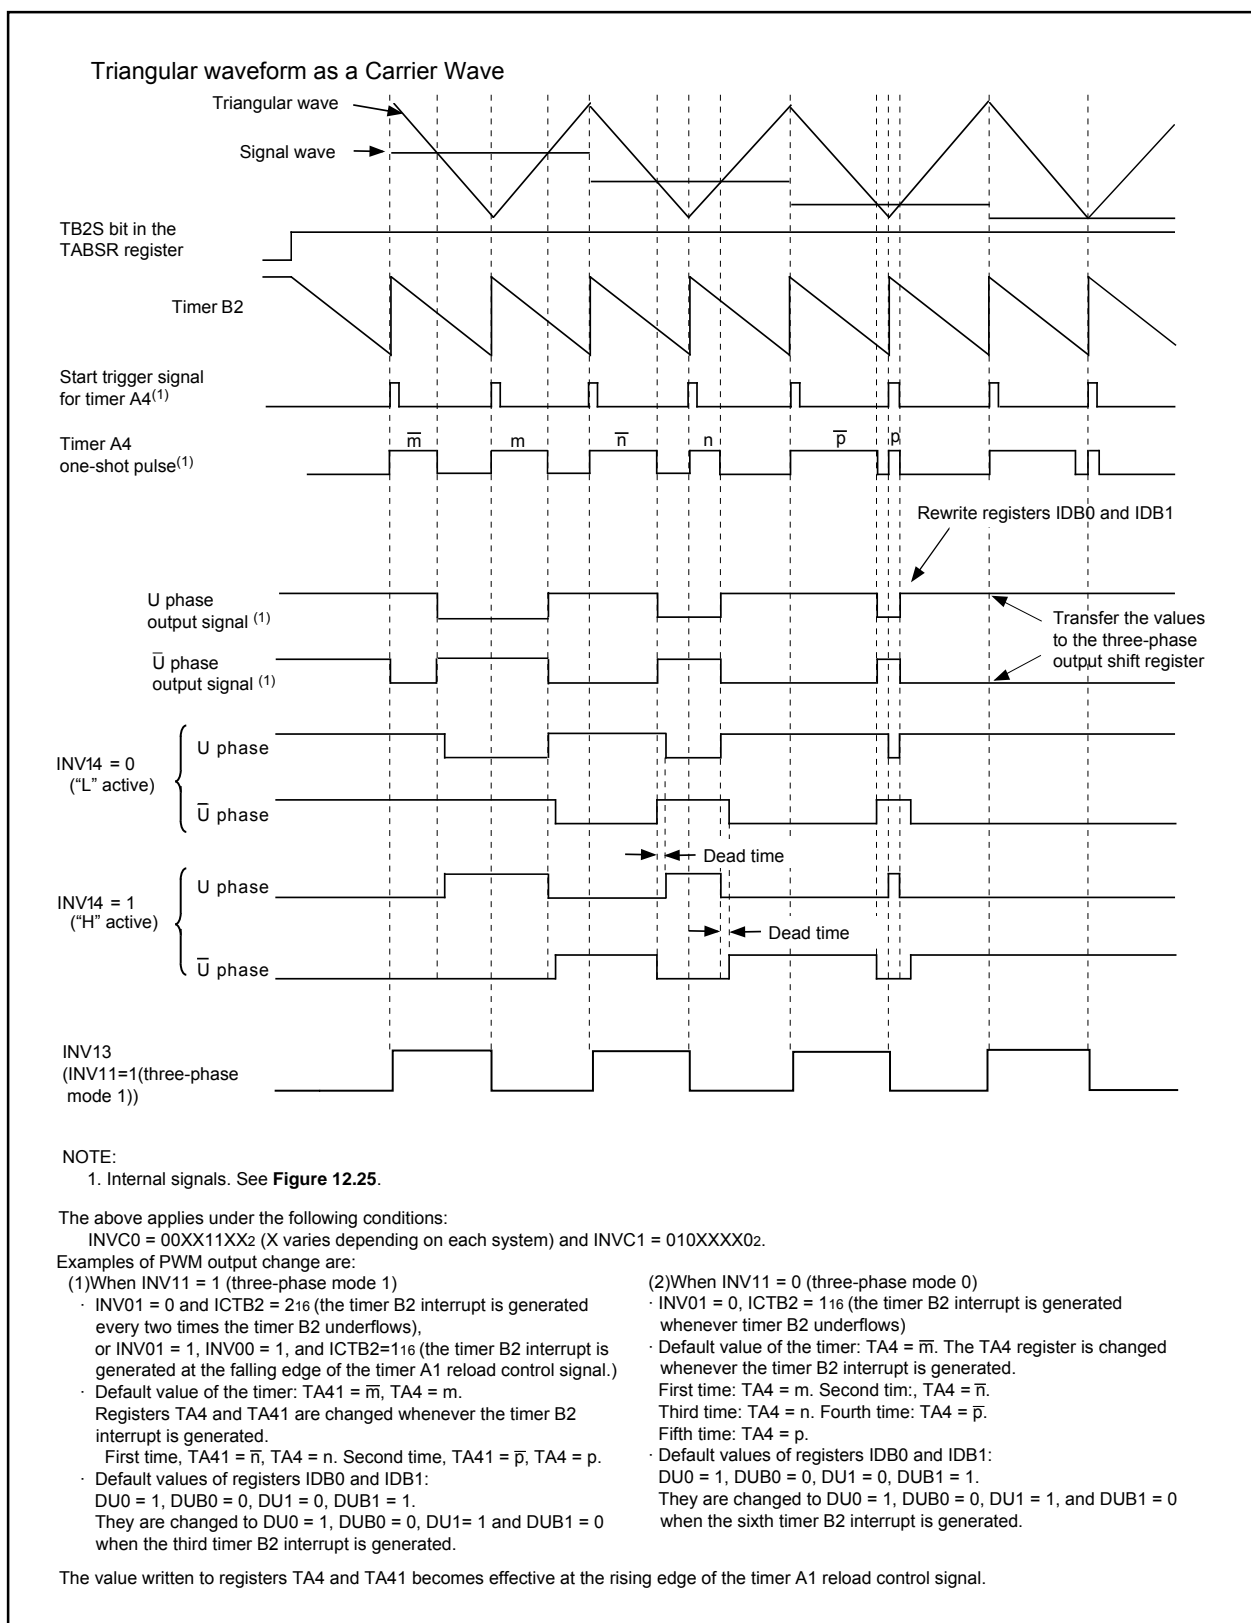 Triangular waveform as a Carrier Wave
Triangular wave
Signal wave
TB2S bit in the
TABSR register
Timer B2
Start trigger signal
for timer A4(1)
Timer A4
one-shot pulse(1)
m̅ m n̅ n p̅ p
Rewrite registers IDB0 and IDB1
U phase
output signal (1)
Transfer the values
to the three-phase
output shift register
U̅ phase
output signal (1)
INV14 = 0
(“L” active)
U phase
U̅ phase
Dead time
INV14 = 1
(“H” active)
U phase
Dead time
U̅ phase
INV13
(INV11=1(three-phase
mode 1))
NOTE:
1. Internal signals. See Figure 12.25.
The above applies under the following conditions:
INVC0 = 00XX11XX2 (X varies depending on each system) and INVC1 = 010XXXX02.
Examples of PWM output change are:
(1)When INV11 = 1 (three-phase mode 1)
· INV01 = 0 and ICTB2 = 216 (the timer B2 interrupt is generated
every two times the timer B2 underflows),
or INV01 = 1, INV00 = 1, and ICTB2=116 (the timer B2 interrupt is
generated at the falling edge of the timer A1 reload control signal.)
· Default value of the timer: TA41 = m̅, TA4 = m.
Registers TA4 and TA41 are changed whenever the timer B2
interrupt is generated.
First time, TA41 = n̅, TA4 = n. Second time, TA41 = p̅, TA4 = p.
· Default values of registers IDB0 and IDB1:
DU0 = 1, DUB0 = 0, DU1 = 0, DUB1 = 1.
They are changed to DU0 = 1, DUB0 = 0, DU1= 1 and DUB1 = 0
when the third timer B2 interrupt is generated.
(2)When INV11 = 0 (three-phase mode 0)
· INV01 = 0, ICTB2 = 116 (the timer B2 interrupt is generated
whenever timer B2 underflows)
· Default value of the timer: TA4 = m̅. The TA4 register is changed
whenever the timer B2 interrupt is generated.
First time: TA4 = m. Second tim:, TA4 = n̅.
Third time: TA4 = n. Fourth time: TA4 = p̅.
Fifth time: TA4 = p.
· Default values of registers IDB0 and IDB1:
DU0 = 1, DUB0 = 0, DU1 = 0, DUB1 = 1.
They are changed to DU0 = 1, DUB0 = 0, DU1 = 1, and DUB1 = 0
when the sixth timer B2 interrupt is generated.
The value written to registers TA4 and TA41 becomes effective at the rising edge of the timer A1 reload control signal.